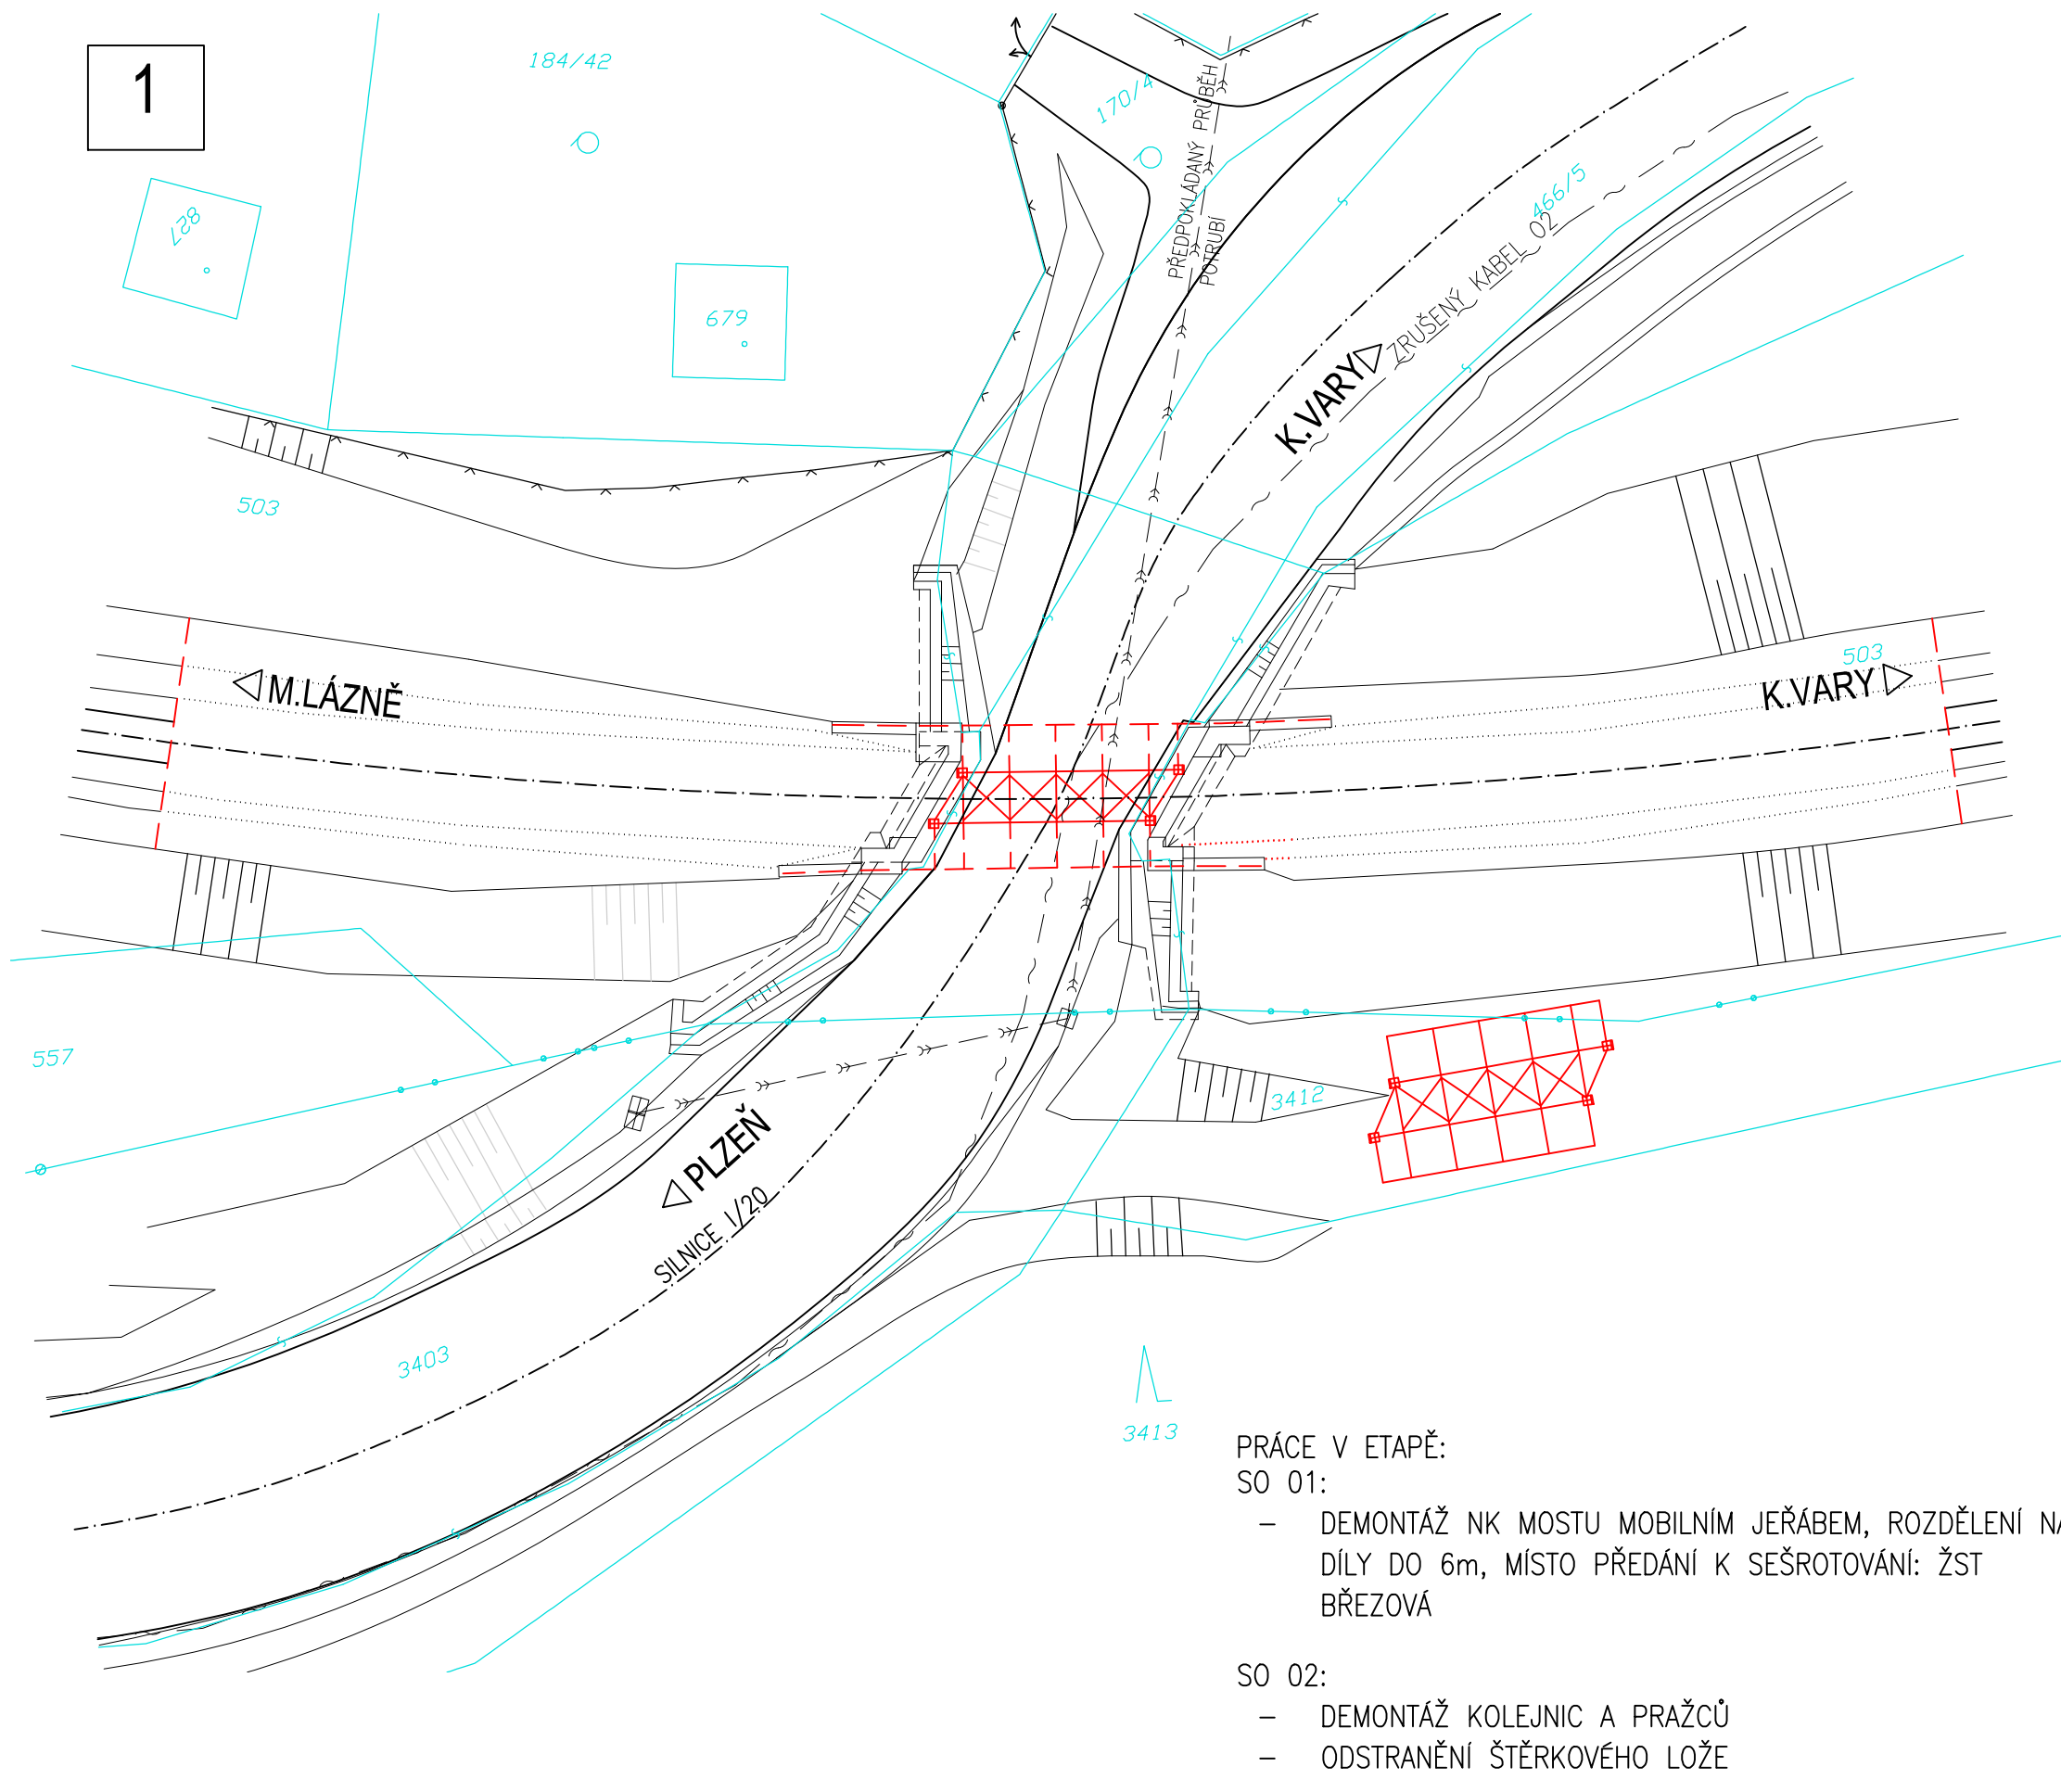 1
184/42
170/4
PŘEDPOKLÁDANÝ PRŮBĚH
POTRUBÍ
466/5
827
679
K.VARY
ZRUŠENÝ KABEL 02
503
503
M.LÁZNĚ
K.VARY
557
3412
PLZEŇ
SILNICE I/20
3403
3413
PRÁCE V ETAPĚ:
SO 01:
– DEMONTÁŽ NK MOSTU MOBILNÍM JEŘÁBEM, ROZDĚLENÍ NA
DÍLY DO 6m, MÍSTO PŘEDÁNÍ K SEŠROTOVÁNÍ: ŽST
BŘEZOVÁ
SO 02:
– DEMONTÁŽ KOLEJNIC A PRAŽCŮ
– ODSTRANĚNÍ ŠTĚRKOVÉHO LOŽE